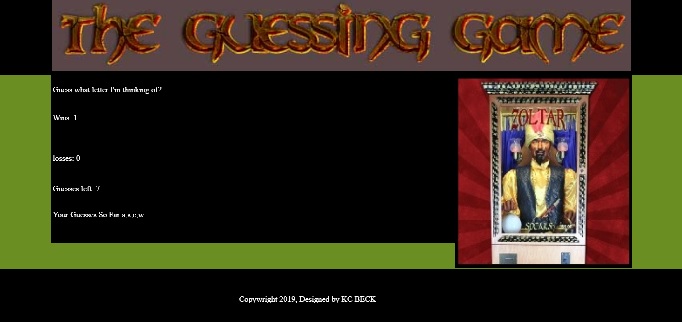 THE GUESSING GAME
Guess what letter I'm thinking of?
Wins: 1
losses: 0
Guesses left: 7
Your Guesses So Far a,s,e,w
ZOLTAR
SPEAKS
Copywright 2019, Designed by KC BECK